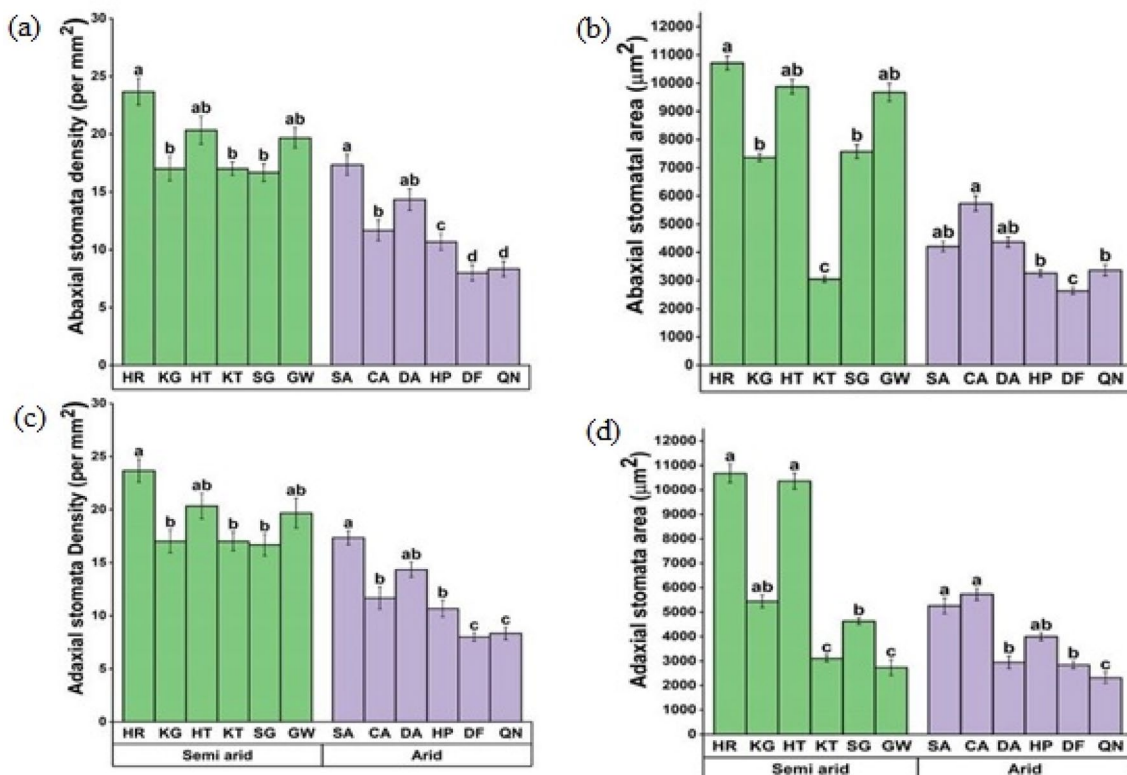 (a)
Abaxial stomata density (per mm²)
30
25
20
15
10
5
0
a
b
ab
b
b
ab
a
b
ab
c
d
d
HR KG HT KT SG GW SA CA DA HP DF QN
(b)
Abaxial stomatal area (μm²)
12000
11000
10000
9000
8000
7000
6000
5000
4000
3000
2000
1000
0
a
b
ab
c
b
ab
ab
a
ab
b
c
b
HR KG HT KT SG GW SA CA DA HP DF QN
(c)
Adaxial stomata Density (per mm²)
30
25
20
15
10
5
0
a
b
ab
b
b
ab
a
b
ab
b
c
c
HR KG HT KT SG GW SA CA DA HP DF QN
Semi arid Arid
(d)
Adaxial stomata area (μm²)
12000
11000
10000
9000
8000
7000
6000
5000
4000
3000
2000
1000
0
a
ab
a
c
b
c
a
a
b
ab
b
c
HR KG HT KT SG GW SA CA DA HP DF QN
Semi arid Arid